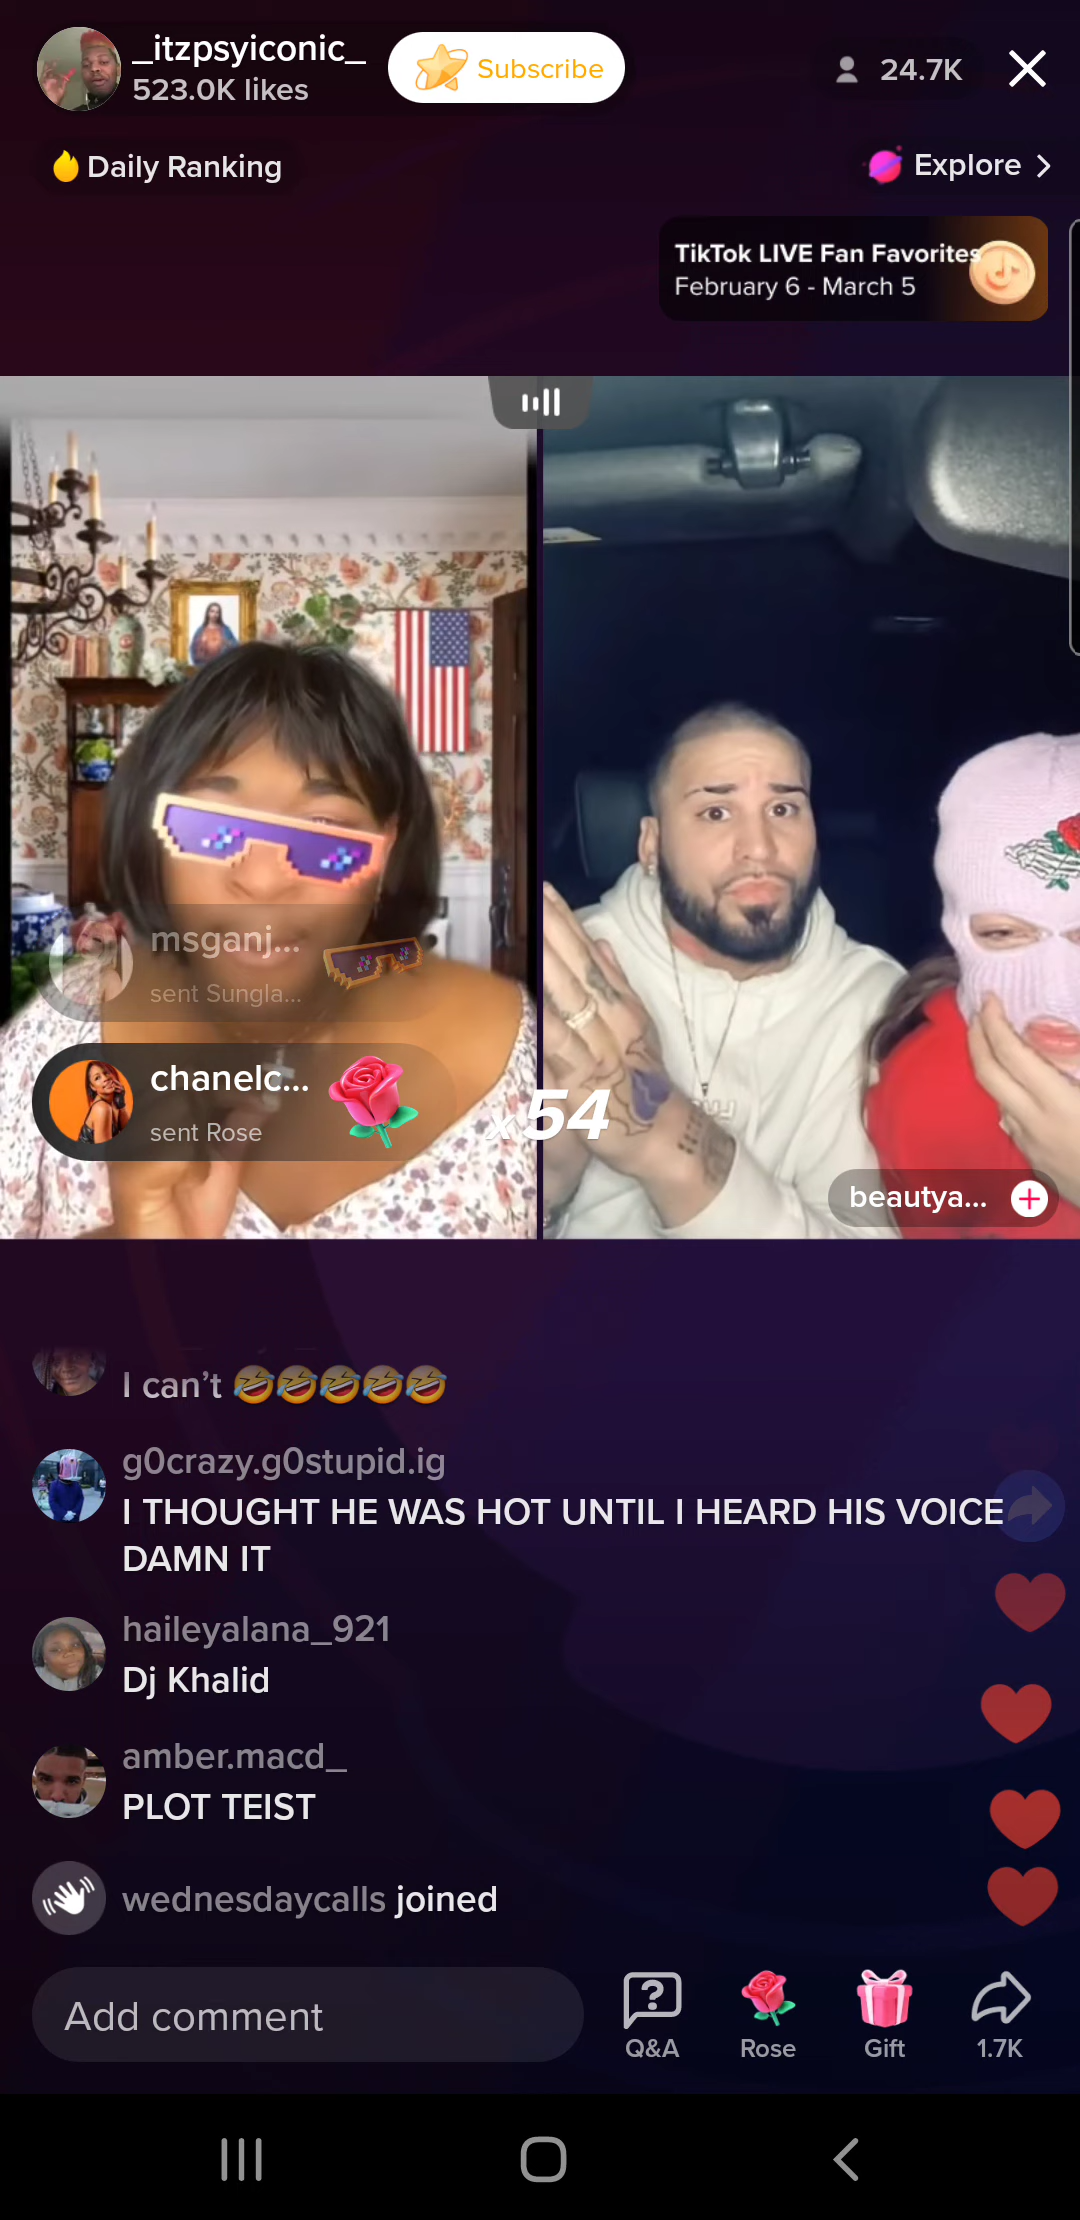 _itzpsyiconic_
523.0K likes
Subscribe
24.7K
Daily Ranking
Explore
TikTok LIVE Fan Favorites
February 6 - March 5
msganj...
sent Sungla...
chanelc...
sent Rose
x54
beautya...
I can’t 🤣🤣🤣🤣🤣
g0crazy.g0stupid.ig
I THOUGHT HE WAS HOT UNTIL I HEARD HIS VOICE
DAMN IT
haileyalana_921
Dj Khalid
amber.macd_
PLOT TEIST
wednesdaycalls joined
Add comment
Q&A
Rose
Gift
1.7K